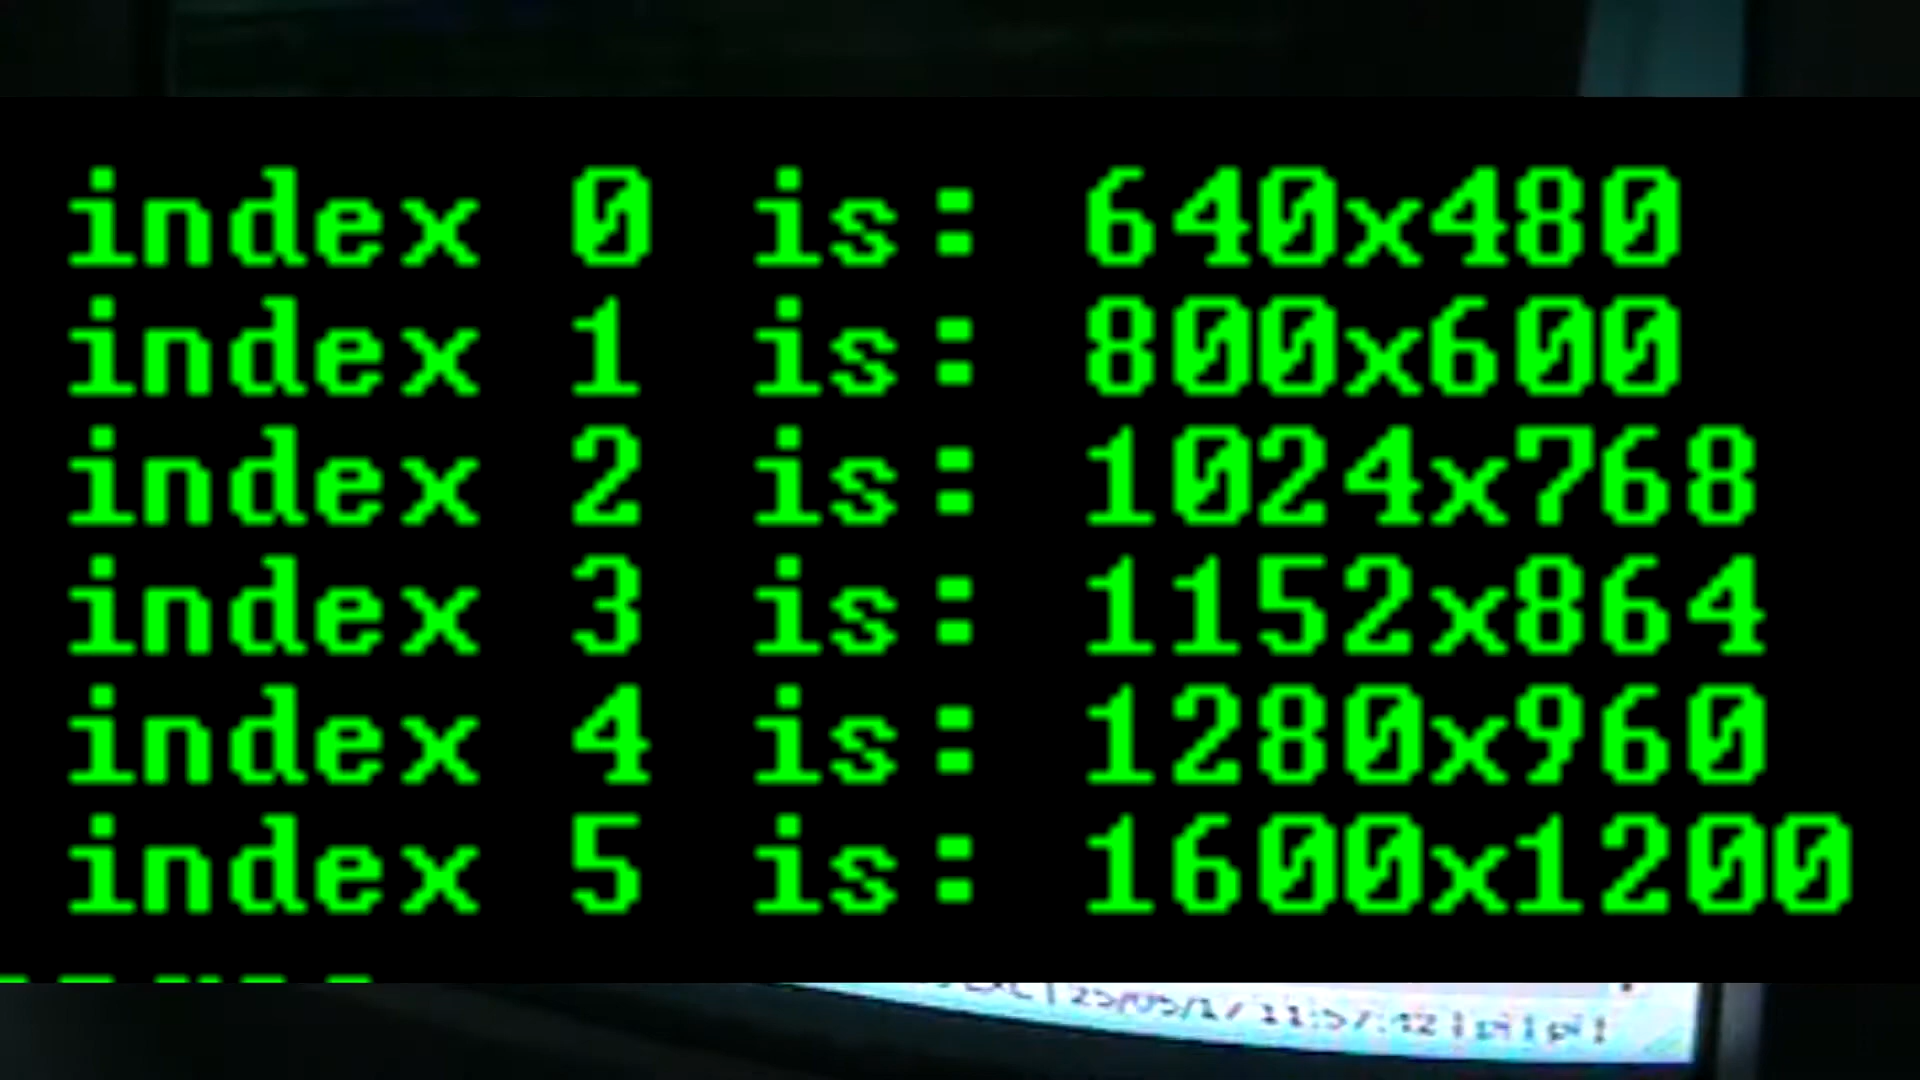 index 0 is: 640x480
index 1 is: 800x600
index 2 is: 1024x768
index 3 is: 1152x864
index 4 is: 1280x960
index 5 is: 1600x1200